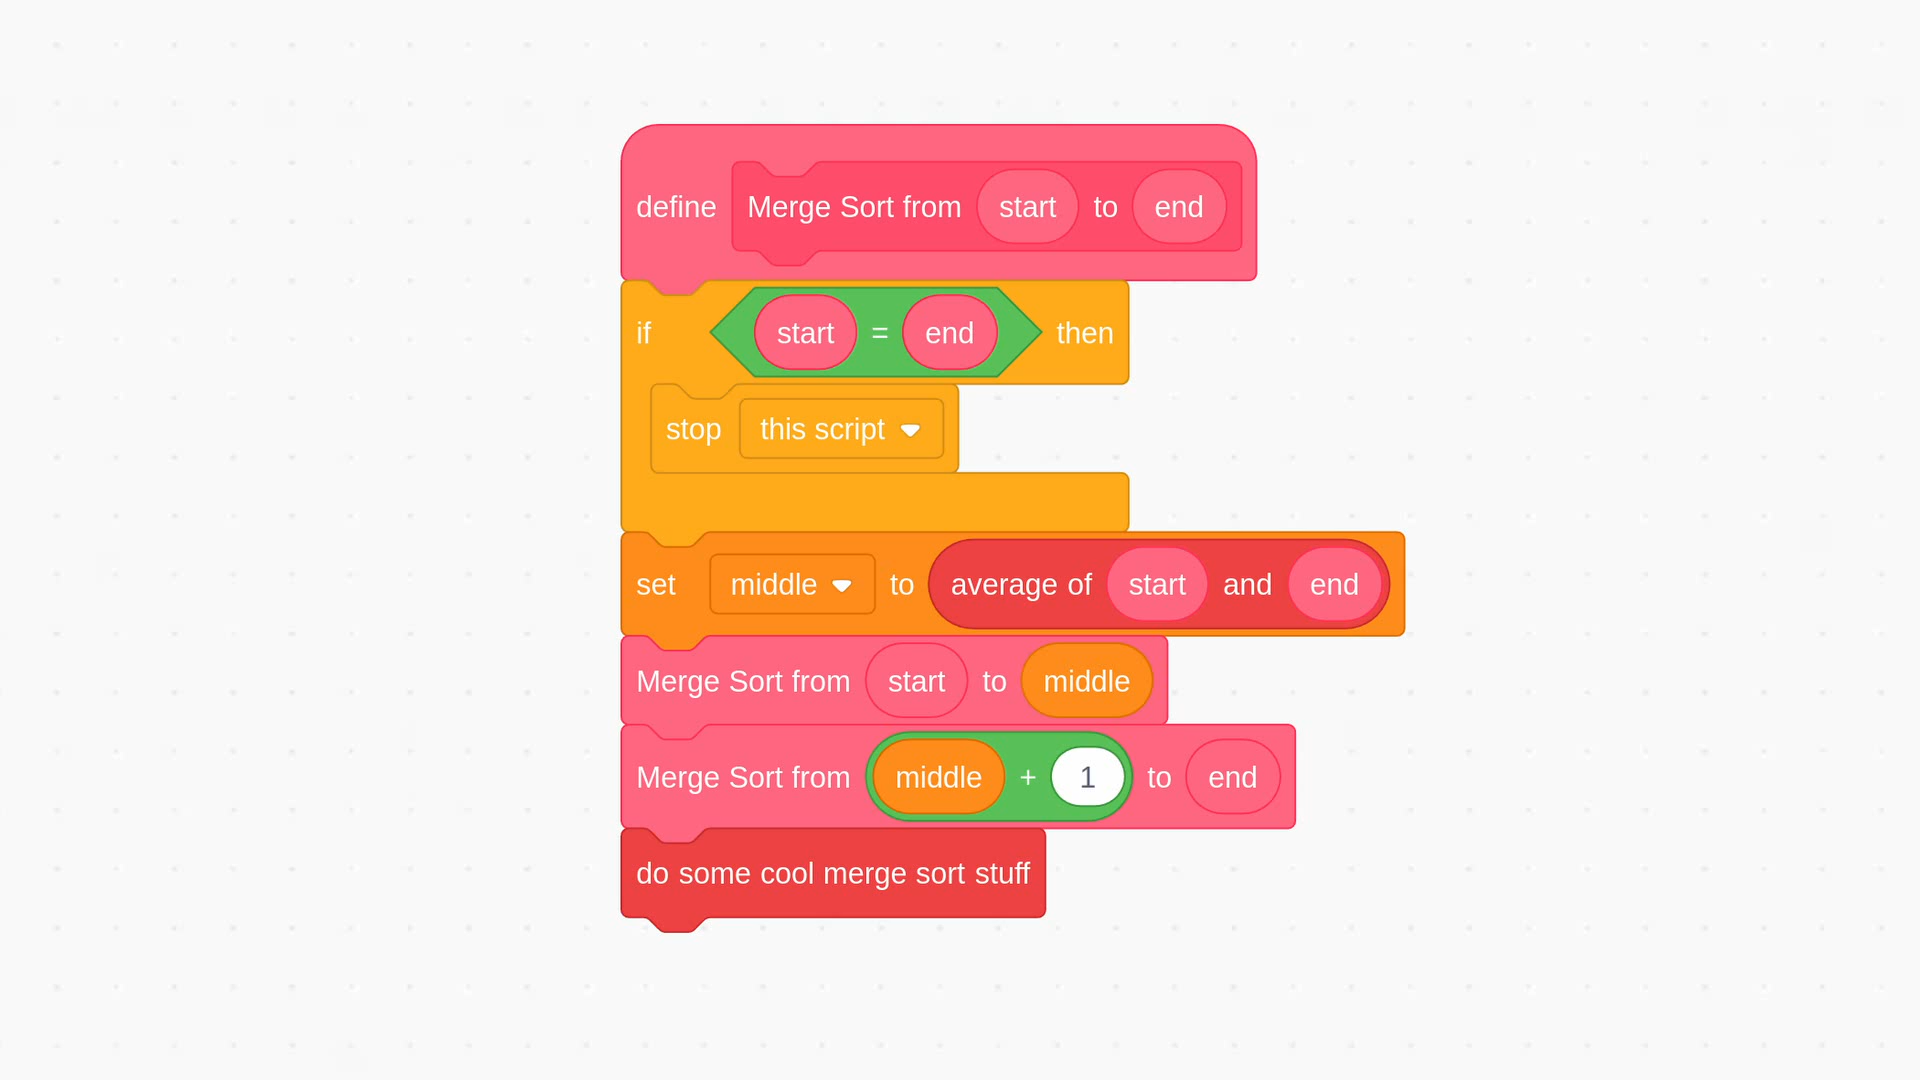 define Merge Sort from start to end
if start = end then
stop this script
set middle to average of start and end
Merge Sort from start to middle
Merge Sort from middle + 1 to end
do some cool merge sort stuff